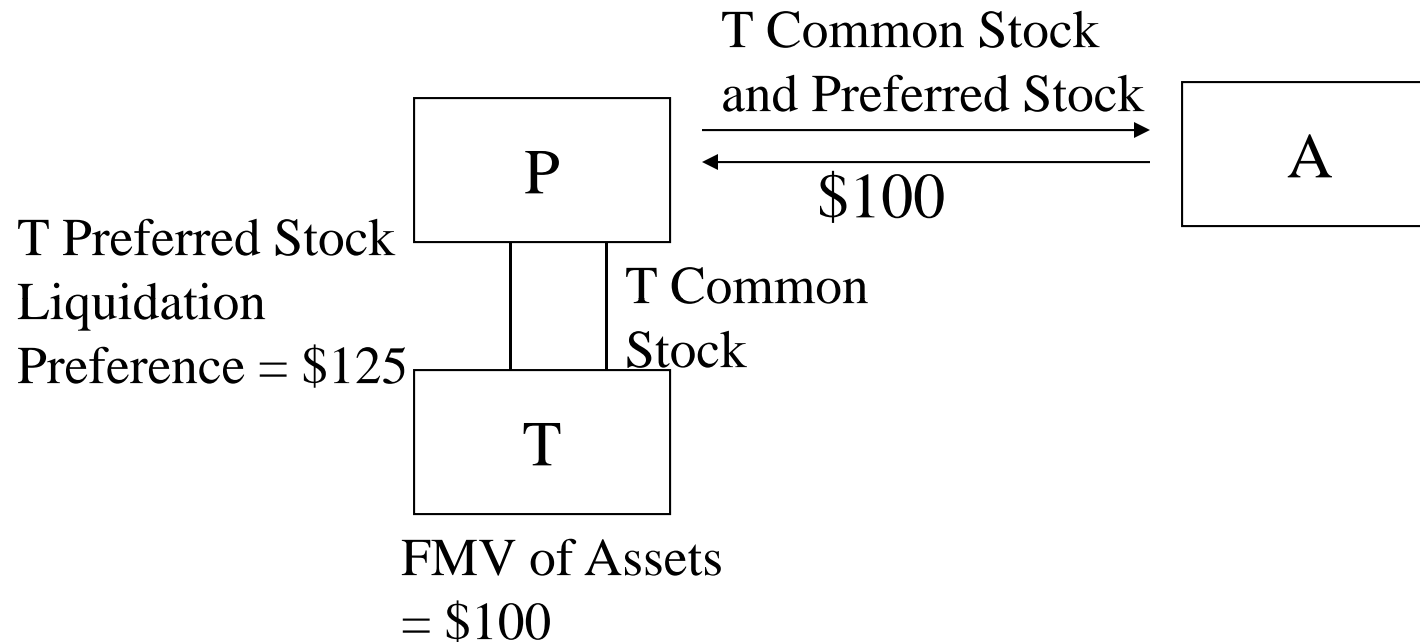 T Common Stock
and Preferred Stock
P
A
$100
T Preferred Stock
Liquidation
Preference = $125
T Common
Stock
T
FMV of Assets
= $100